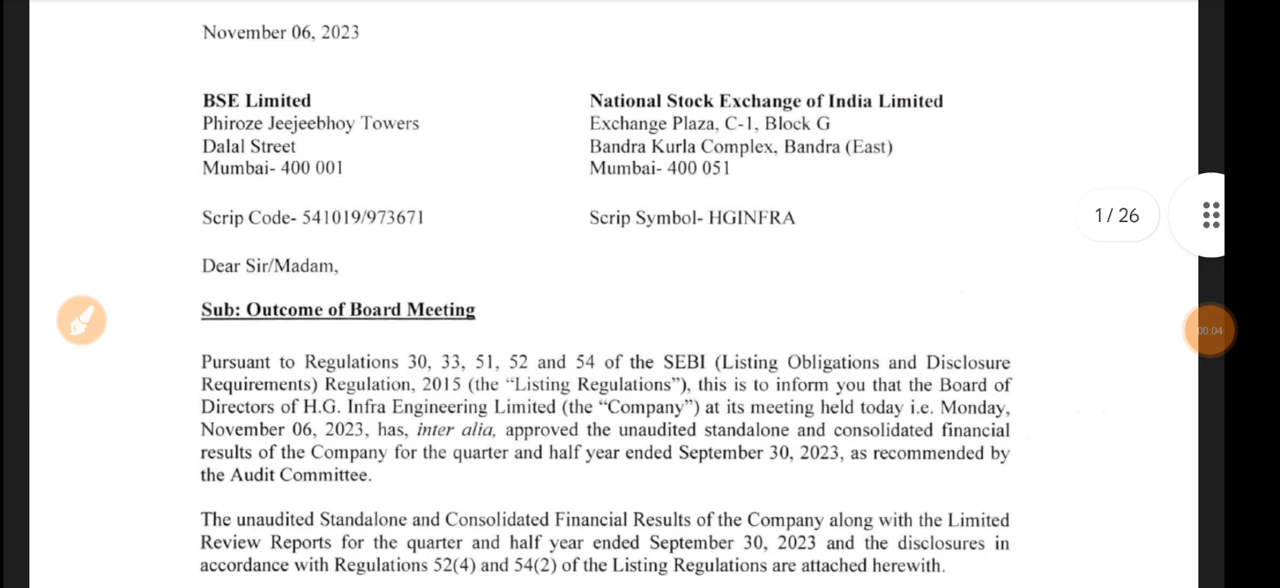 November 06, 2023
BSE Limited
Phiroze Jeejeebhoy Towers
Dalal Street
Mumbai- 400 001
National Stock Exchange of India Limited
Exchange Plaza, C-1, Block G
Bandra Kurla Complex, Bandra (East)
Mumbai- 400 051
Scrip Code- 541019/973671
Scrip Symbol- HGINFRA
1 / 26
Dear Sir/Madam,
Sub: Outcome of Board Meeting
00:04
Pursuant to Regulations 30, 33, 51, 52 and 54 of the SEBI (Listing Obligations and Disclosure
Requirements) Regulation, 2015 (the “Listing Regulations”), this is to inform you that the Board of
Directors of H.G. Infra Engineering Limited (the “Company”) at its meeting held today i.e. Monday,
November 06, 2023, has, inter alia, approved the unaudited standalone and consolidated financial
results of the Company for the quarter and half year ended September 30, 2023, as recommended by
the Audit Committee.
The unaudited Standalone and Consolidated Financial Results of the Company along with the Limited
Review Reports for the quarter and half year ended September 30, 2023 and the disclosures in
accordance with Regulations 52(4) and 54(2) of the Listing Regulations are attached herewith.